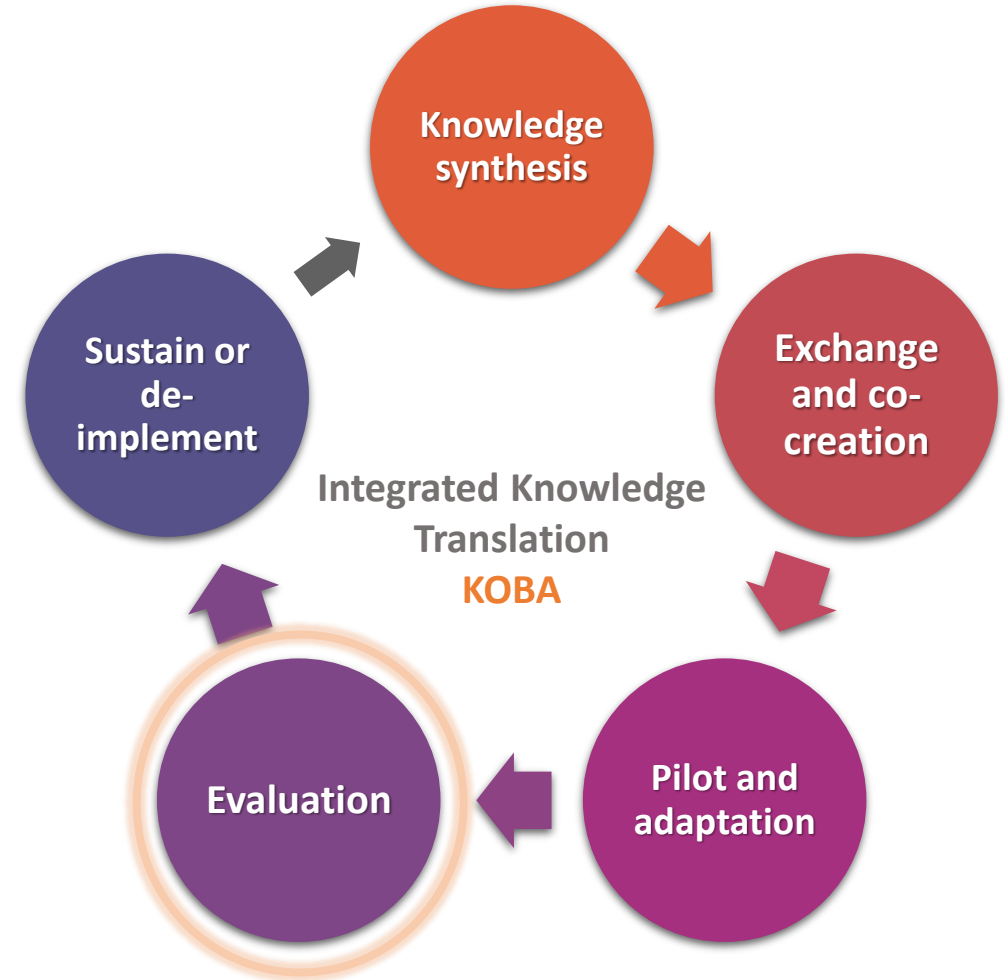 Knowledge
synthesis
Exchange
and co-
creation
Pilot and
adaptation
Evaluation
Sustain or
de-
implement
Integrated Knowledge
Translation
KOBA